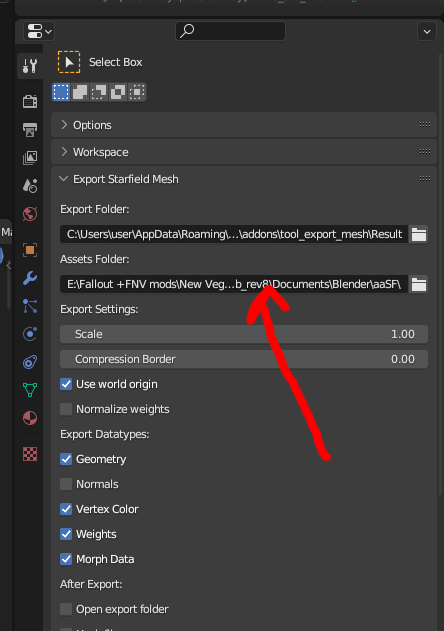 Select Box
Options
Workspace
Export Starfield Mesh
Export Folder:
C:\Users\user\AppData\Roaming\...\addons\tool_export_mesh\Result
Assets Folder:
E:\Fallout +FNV mods\New Veg...b_rev8\Documents\Blender\aaSF\
Export Settings:
Scale 1.00
Compression Border 0.00
Ma
Use world origin
Normalize weights
Export Datatypes:
Geometry
Normals
Vertex Color
Weights
Morph Data
After Export:
Open export folder